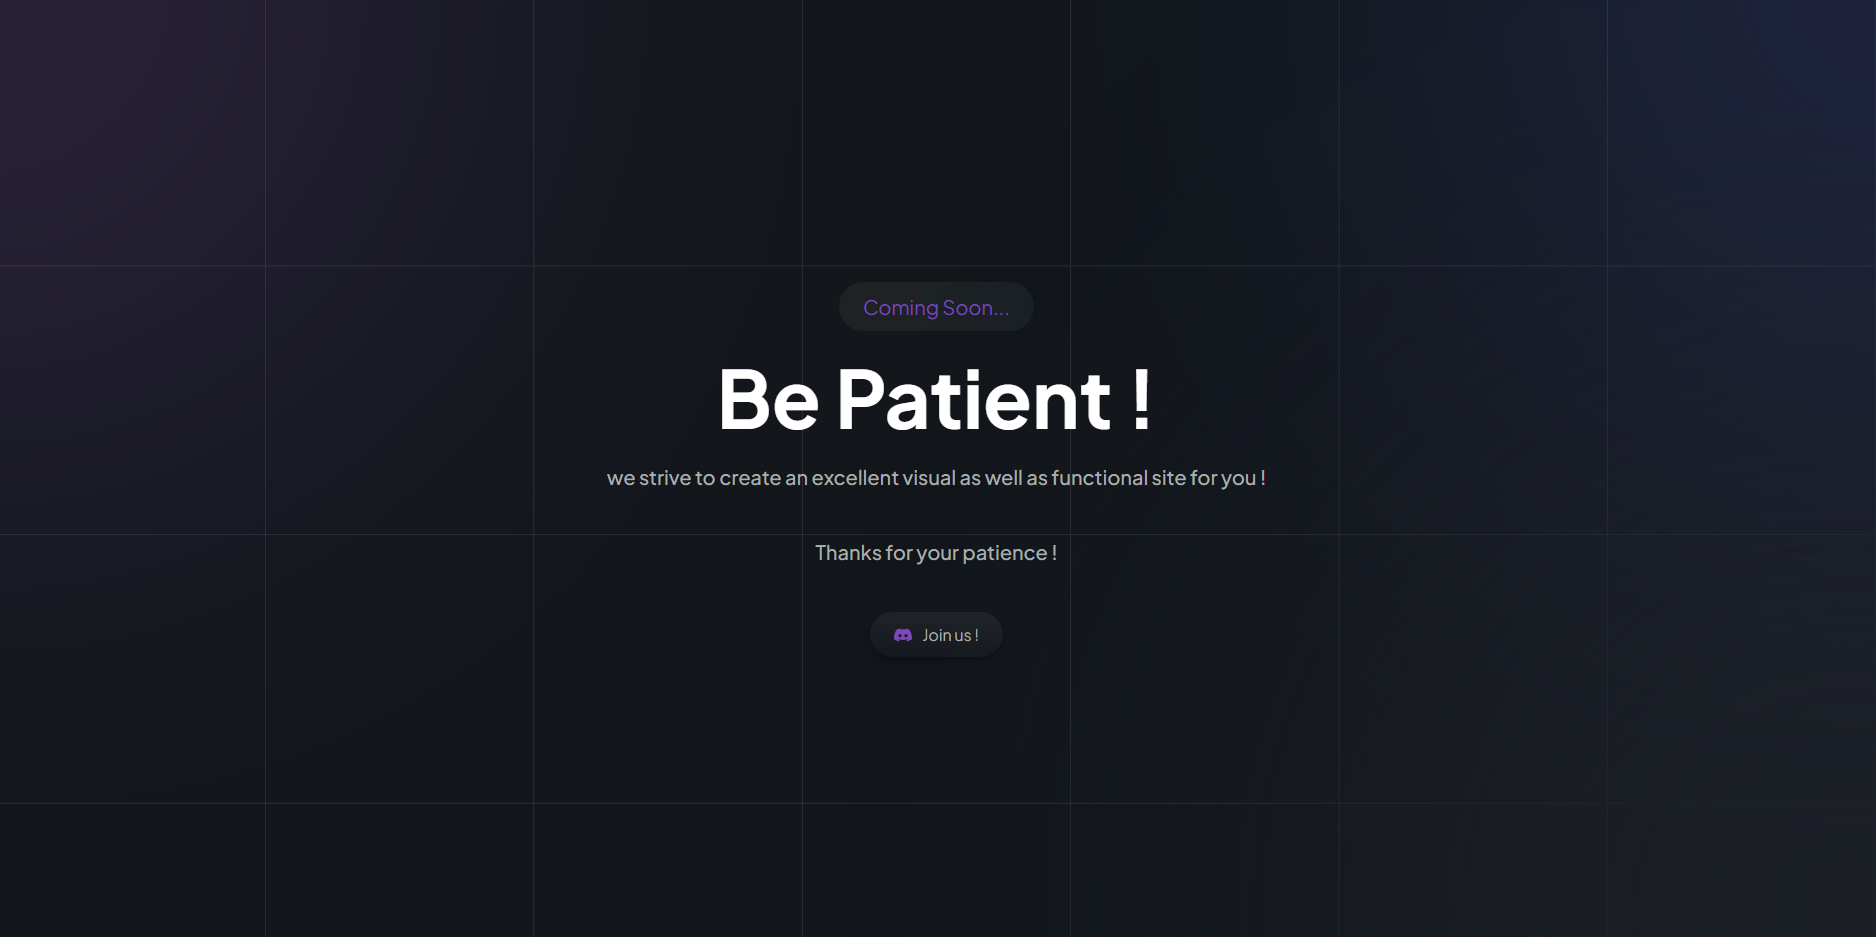 Coming Soon...
Be Patient !
we strive to create an excellent visual as well as functional site for you !
Thanks for your patience !
Join us !